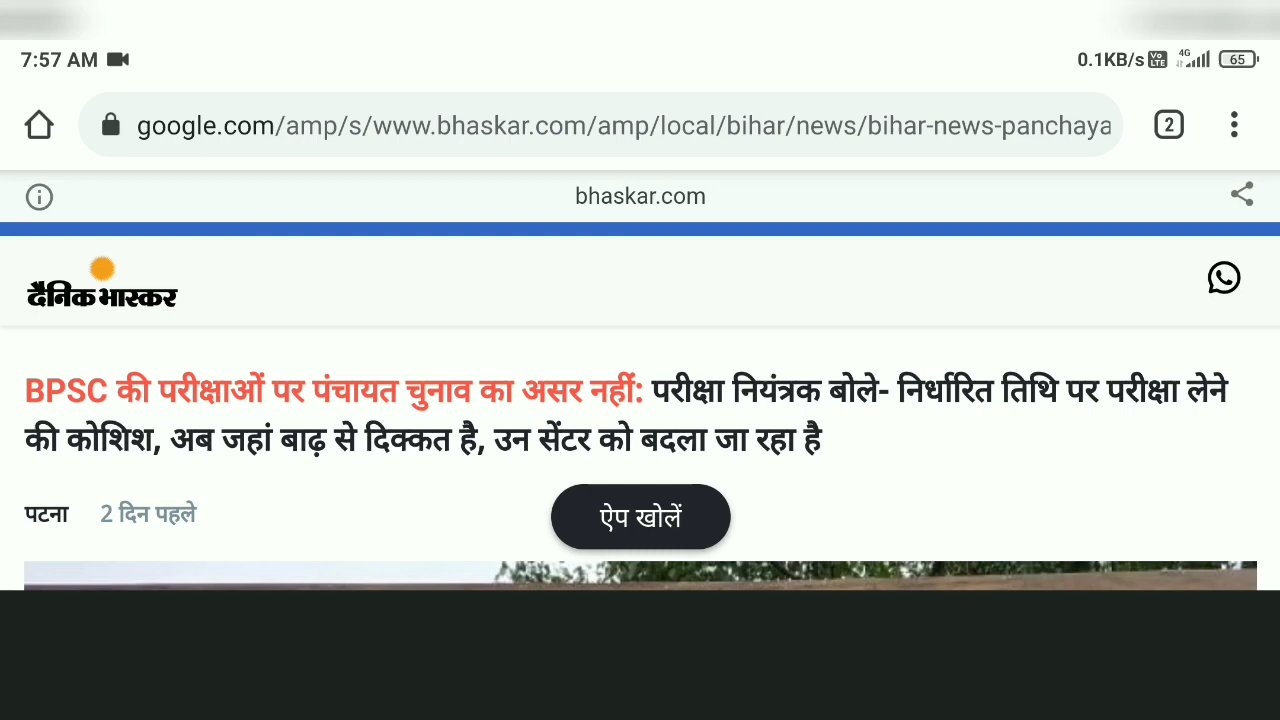 7:57 AM 0.1KB/s Vo LTE 4G 65
google.com/amp/s/www.bhaskar.com/amp/local/bihar/news/bihar-news-panchaya 2
bhaskar.com
दैनिक भास्कर
BPSC की परीक्षाओं पर पंचायत चुनाव का असर नहीं: परीक्षा नियंत्रक बोले- निर्धारित तिथि पर परीक्षा लेने
की कोशिश, अब जहां बाढ़ से दिक्कत है, उन सेंटर को बदला जा रहा है
पटना 2 दिन पहले
ऐप खोलें